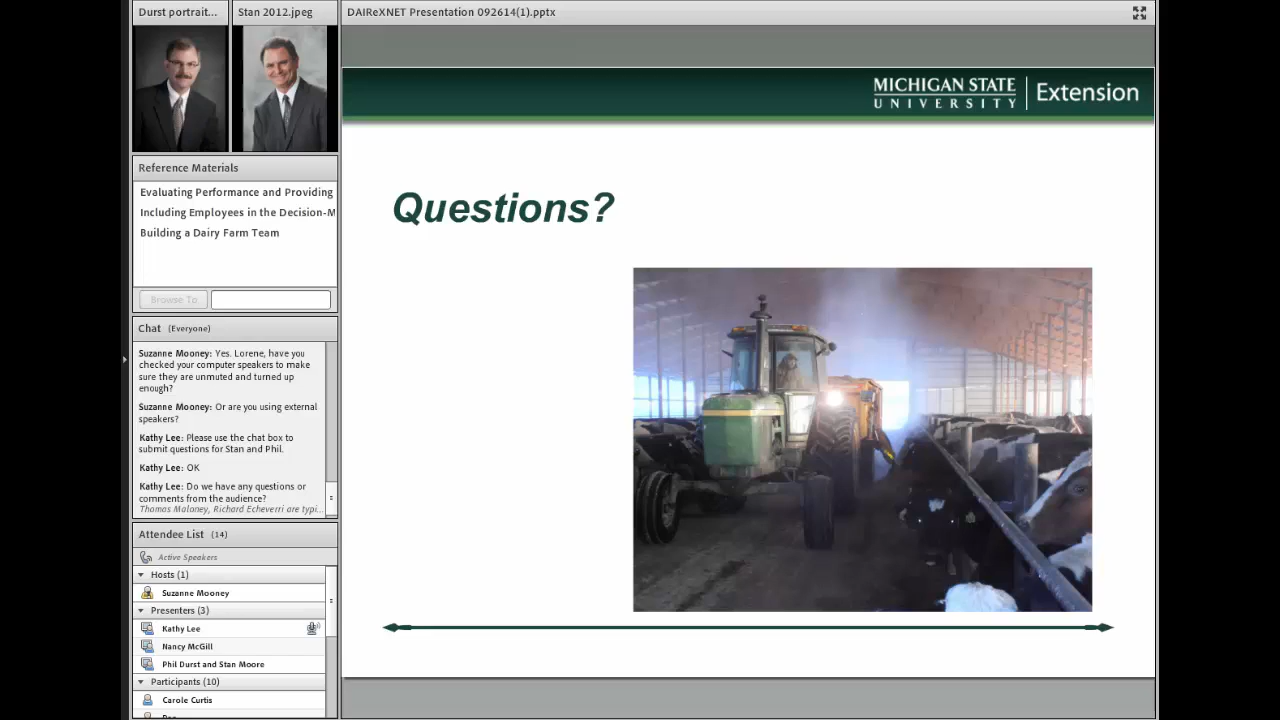 Durst portrait...
Stan 2012.jpeg
DAIReXNET Presentation 092614(1).pptx
MICHIGAN STATE
UNIVERSITY
Extension
Questions?
Reference Materials
Evaluating Performance and Providing
Including Employees in the Decision-M
Building a Dairy Farm Team
Browse To
Chat (Everyone)
Suzanne Mooney: Yes. Lorene, have you
checked your computer speakers to make
sure they are unmuted and turned up
enough?
Suzanne Mooney: Or are you using external
speakers?
Kathy Lee: Please use the chat box to
submit questions for Stan and Phil.
Kathy Lee: OK
Kathy Lee: Do we have any questions or
comments from the audience?
Thomas Maloney, Richard Echeverri are typi...
Attendee List (14)
Active Speakers
Hosts (1)
Suzanne Mooney
Presenters (3)
Kathy Lee
Nancy McGill
Phil Durst and Stan Moore
Participants (10)
Carole Curtis